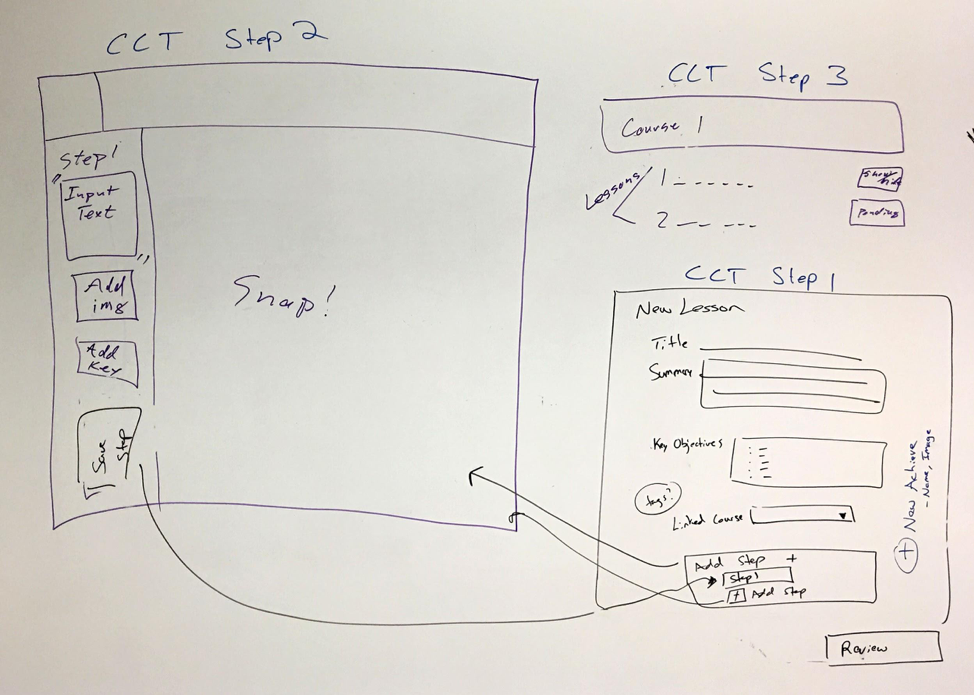 CCT Step 2
Step 1
Input
Text
Add
img
Add
Key
Save
Step
Snap!
CCT Step 3
Course 1
Lessons
1
2
Pending
CCT Step 1
New Lesson
Title
Summary
Key Objectives
tags?
Linked Course
Add Step +
Step 1
+ Add Step
+ New Achieve
- Name, Image
Review